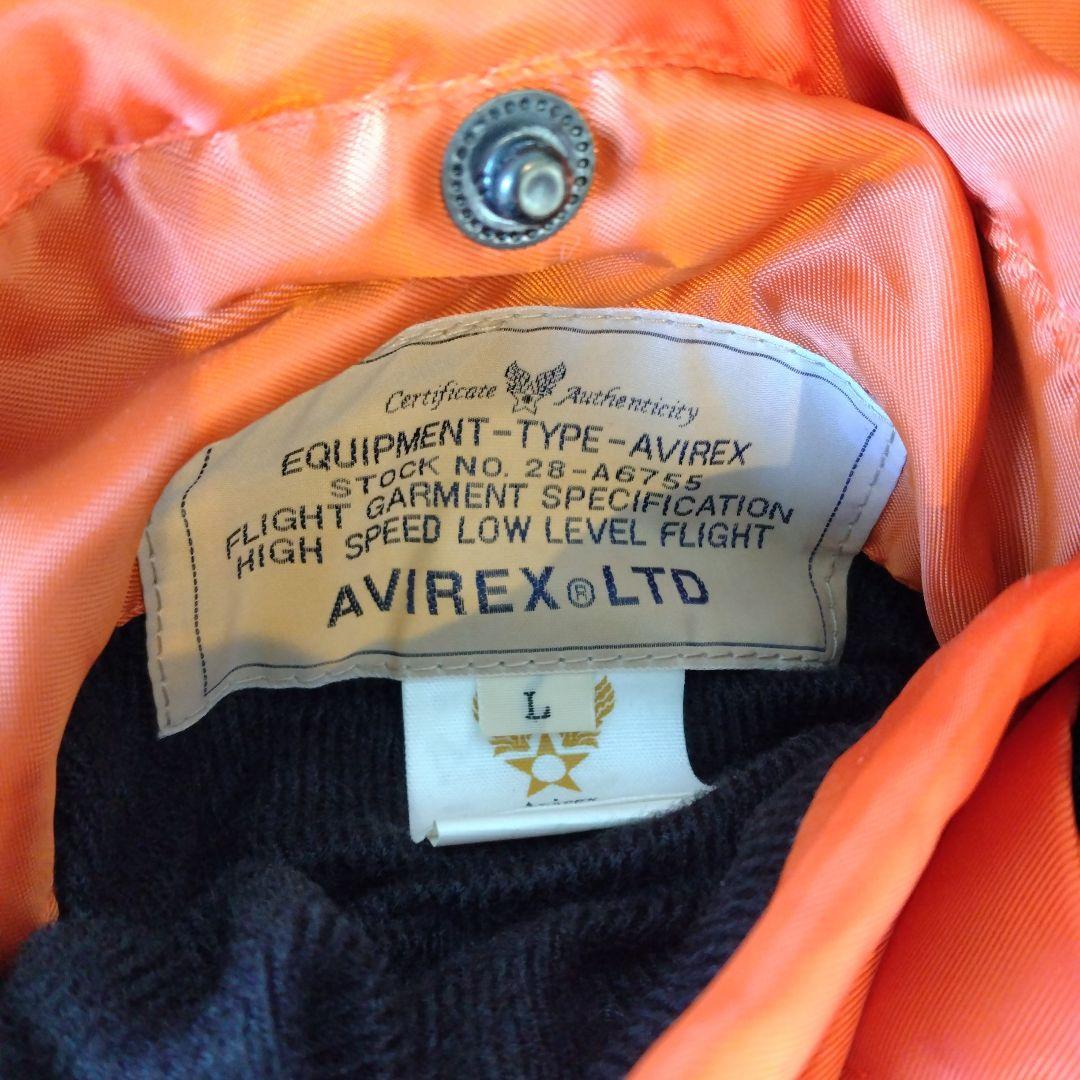 Certificate Authenticity
EQUIPMENT-TYPE-AVIREX
STOCK NO. 28-A6755
FLIGHT GARMENT SPECIFICATION
HIGH SPEED LOW LEVEL FLIGHT
AVIREX®LTD
L
Avirex